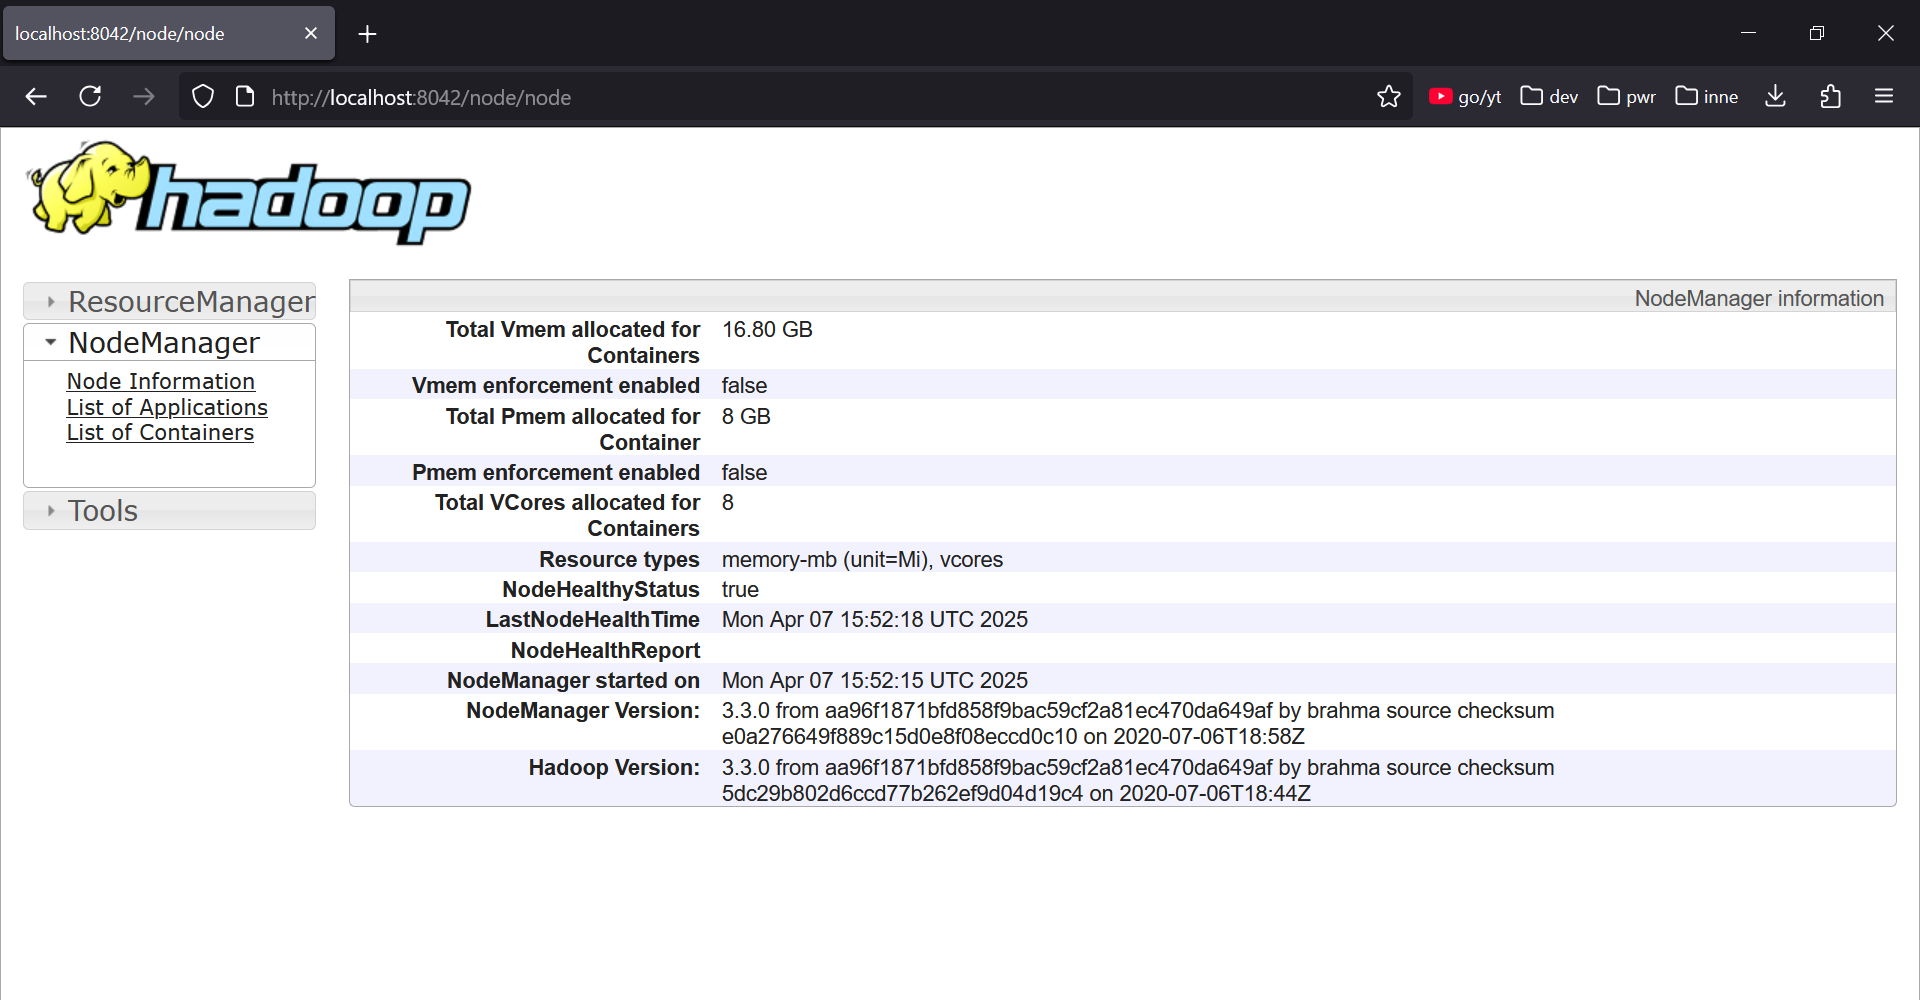 localhost:8042/node/node
http://localhost:8042/node/node
go/yt
dev
pwr
inne
hadoop
ResourceManager
NodeManager
Node Information
List of Applications
List of Containers
Tools
NodeManager information
Total Vmem allocated for Containers 16.80 GB
Vmem enforcement enabled false
Total Pmem allocated for Container 8 GB
Pmem enforcement enabled false
Total VCores allocated for Containers 8
Resource types memory-mb (unit=Mi), vcores
NodeHealthyStatus true
LastNodeHealthTime Mon Apr 07 15:52:18 UTC 2025
NodeHealthReport
NodeManager started on Mon Apr 07 15:52:15 UTC 2025
NodeManager Version: 3.3.0 from aa96f1871bfd858f9bac59cf2a81ec470da649af by brahma source checksum
e0a276649f889c15d0e8f08eccd0c10 on 2020-07-06T18:58Z
Hadoop Version: 3.3.0 from aa96f1871bfd858f9bac59cf2a81ec470da649af by brahma source checksum
5dc29b802d6ccd77b262ef9d04d19c4 on 2020-07-06T18:44Z